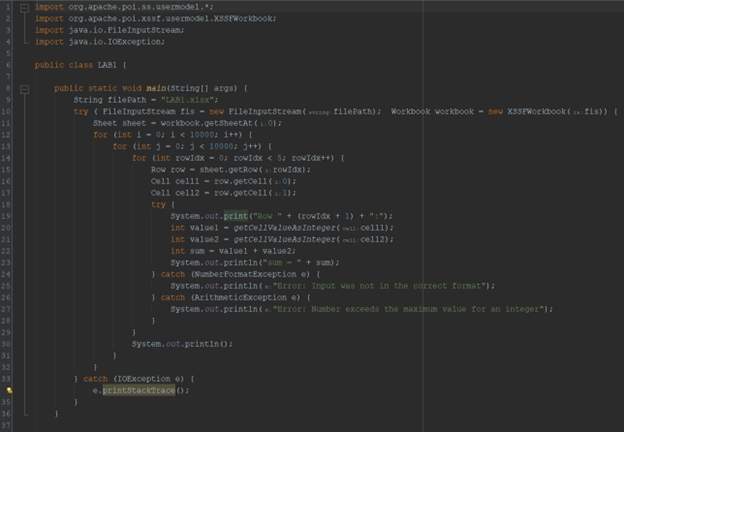 1 import org.apache.poi.ss.usermodel.*;
2 import org.apache.poi.xssf.usermodel.XSSFWorkbook;
3 import java.io.FileInputStream;
4 import java.io.IOException;
5
6 public class LAB1 {
7
8 public static void main(String[] args) {
9 String filePath = "LAB1.xlsx";
10 try ( FileInputStream fis = new FileInputStream( string: filePath);  Workbook workbook = new XSSFWorkbook( is: fis)) {
11 Sheet sheet = workbook.getSheetAt( i: 0);
12 for (int i = 0; i < 10000; i++) {
13 for (int j = 0; j < 10000; j++) {
14 for (int rowIdx = 0; rowIdx < 5; rowIdx++) {
15 Row row = sheet.getRow( i: rowIdx);
16 Cell cell1 = row.getCell( i: 0);
17 Cell cell2 = row.getCell( i: 1);
18 try {
19 System.out.print("Row " + (rowIdx + 1) + ":");
20 int value1 = getCellValueAsInteger( cell: cell1);
21 int value2 = getCellValueAsInteger( cell: cell2);
22 int sum = value1 + value2;
23 System.out.println("sum = " + sum);
24 } catch (NumberFormatException e) {
25 System.out.println( x: "Error: Input was not in the correct format");
26 } catch (ArithmeticException e) {
27 System.out.println( x: "Error: Number exceeds the maximum value for an integer");
28 }
29 }
30 System.out.println();
31 }
32 }
33 } catch (IOException e) {
e.printStackTrace();
35 }
36 }
37